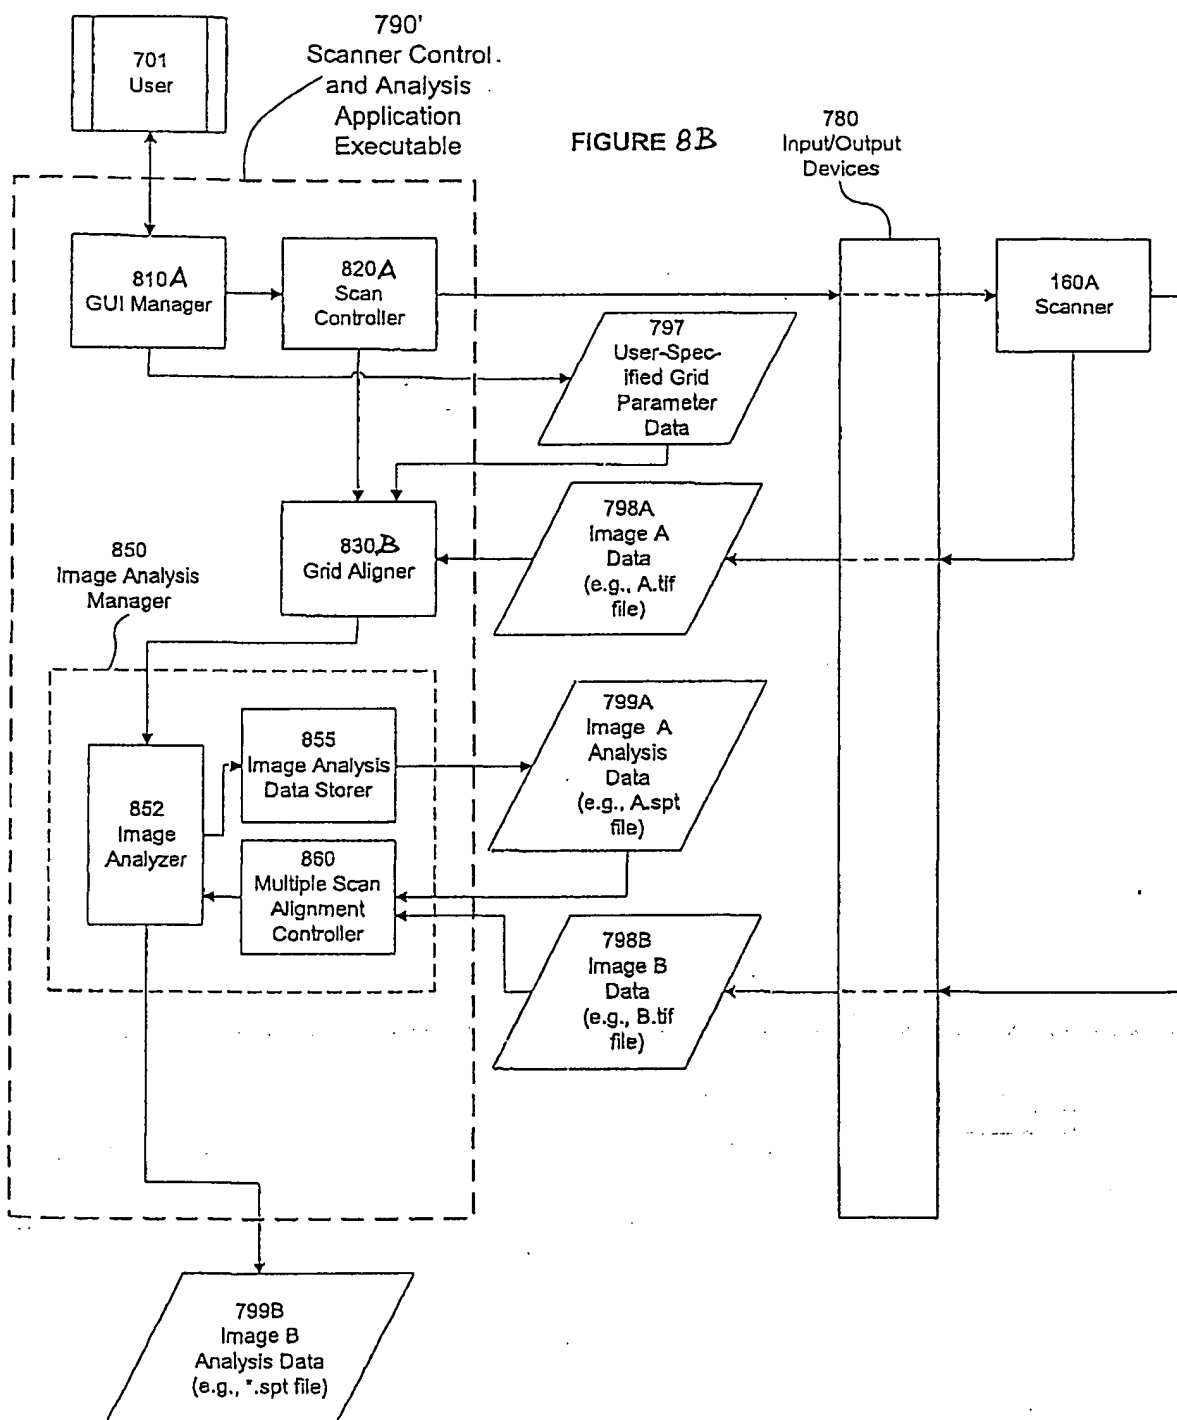 701
User
790'
Scanner Control
and Analysis
Application
Executable
FIGURE 8B
780
Input/Output
Devices
810A
GUI Manager
820A
Scan
Controller
160A
Scanner
797
User-Spec-
ified Grid
Parameter
Data
830B
Grid Aligner
798A
Image A
Data
(e.g., A.tif
file)
850
Image Analysis
Manager
852
Image
Analyzer
855
Image Analysis
Data Storer
799A
Image A
Analysis
Data
(e.g., A.spt
file)
860
Multiple Scan
Alignment
Controller
798B
Image B
Data
(e.g., B.tif
file)
799B
Image B
Analysis Data
(e.g., *.spt file)